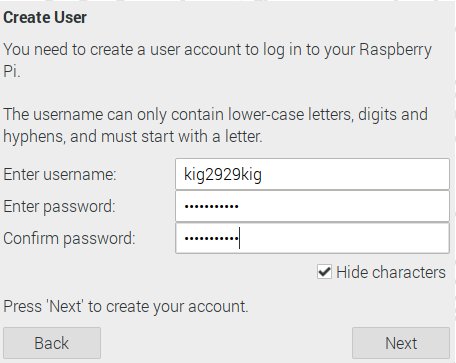 Create User
You need to create a user account to log in to your Raspberry
Pi.
The username can only contain lower-case letters, digits and
hyphens, and must start with a letter.
Enter username: kig2929kig
Enter password: •••••••••••
Confirm password: •••••••••••
Hide characters
Press 'Next' to create your account.
Back Next